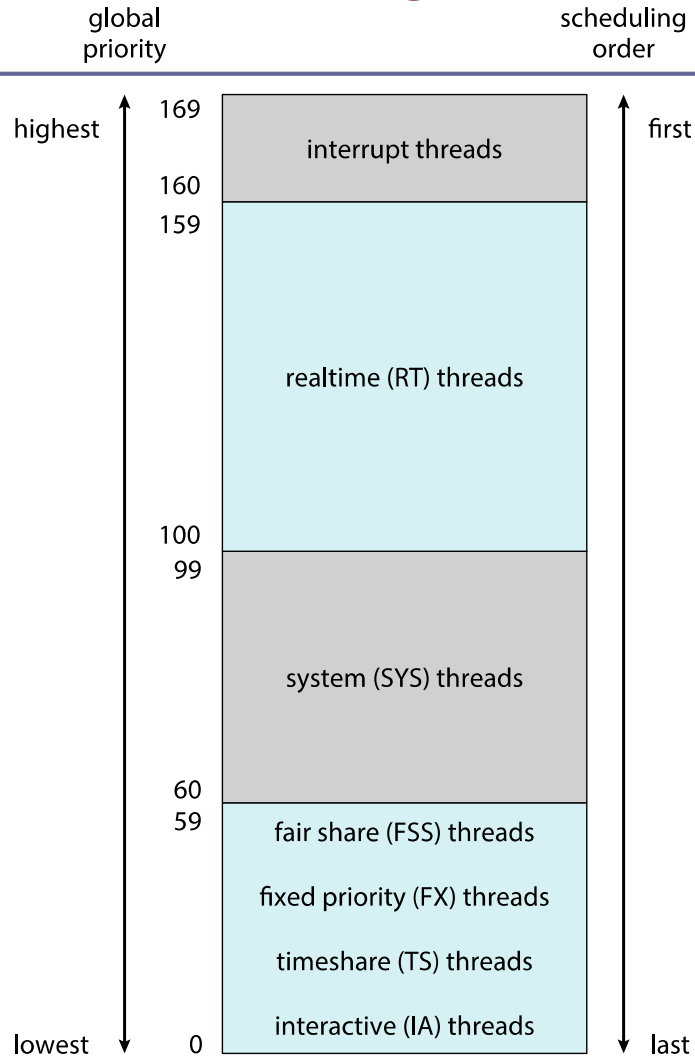 global
priority
scheduling
order
highest
169
interrupt threads
first
160
159
realtime (RT) threads
100
99
system (SYS) threads
60
59
fair share (FSS) threads
fixed priority (FX) threads
timeshare (TS) threads
interactive (IA) threads
lowest
0
last